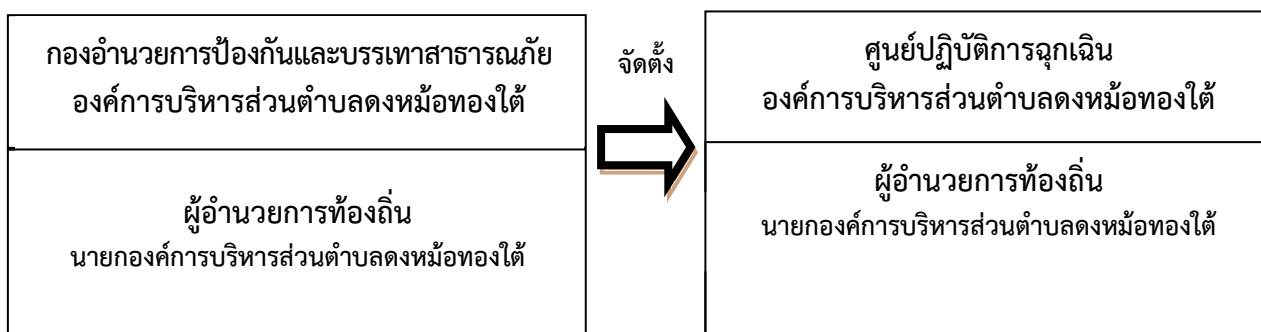 กองอำนวยการป้องกันและบรรเทาสาธารณภัย
องค์การบริหารส่วนตำบลดงหม้อทองใต้
ผู้อำนวยการท้องถิ่น
นายกองค์การบริหารส่วนตำบลดงหม้อทองใต้
จัดตั้ง
ศูนย์ปฏิบัติการฉุกเฉิน
องค์การบริหารส่วนตำบลดงหม้อทองใต้
ผู้อำนวยการท้องถิ่น
นายกองค์การบริหารส่วนตำบลดงหม้อทองใต้